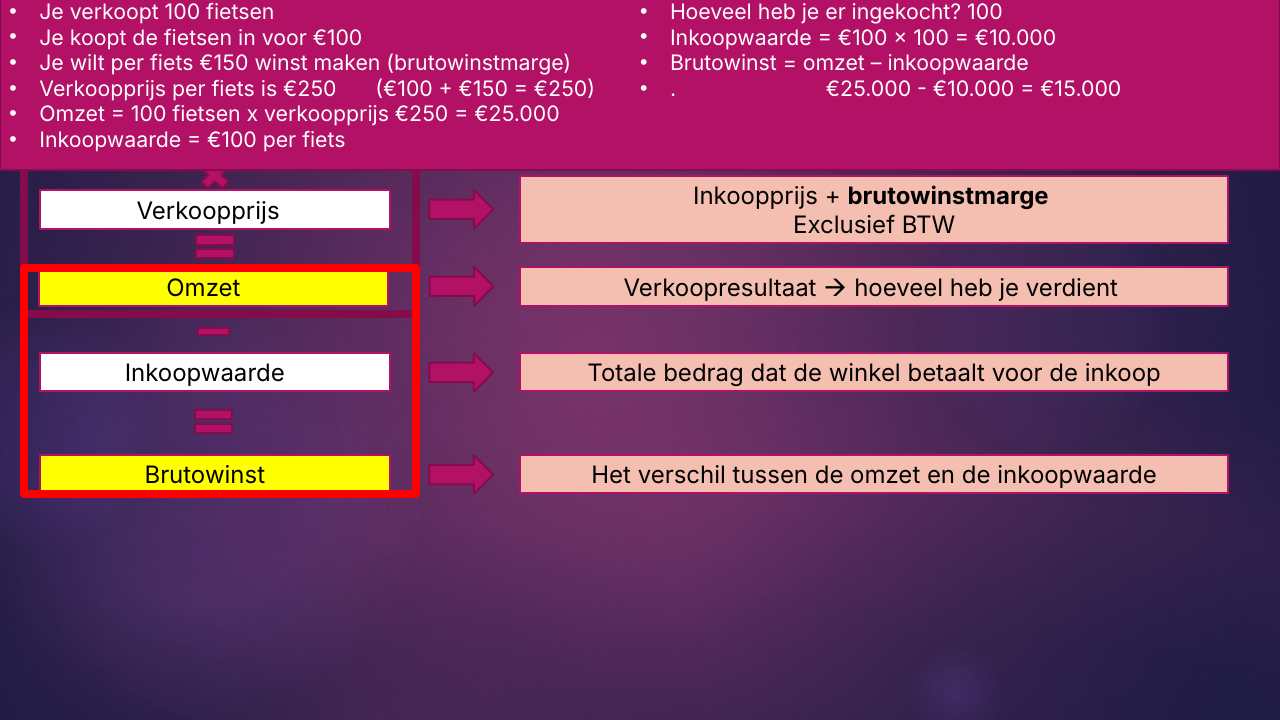 • Je verkoopt 100 fietsen
• Je koopt de fietsen in voor €100
• Je wilt per fiets €150 winst maken (brutowinstmarge)
• Verkoopprijs per fiets is €250 (€100 + €150 = €250)
• Omzet = 100 fietsen x verkoopprijs €250 = €25.000
• Inkoopwaarde = €100 per fiets
• Hoeveel heb je er ingekocht? 100
• Inkoopwaarde = €100 × 100 = €10.000
• Brutowinst = omzet – inkoopwaarde
• . €25.000 - €10.000 = €15.000
Verkoopprijs
Inkoopprijs + brutowinstmarge
Exclusief BTW
Omzet
Verkoopresultaat → hoeveel heb je verdient
Inkoopwaarde
Totale bedrag dat de winkel betaalt voor de inkoop
Brutowinst
Het verschil tussen de omzet en de inkoopwaarde